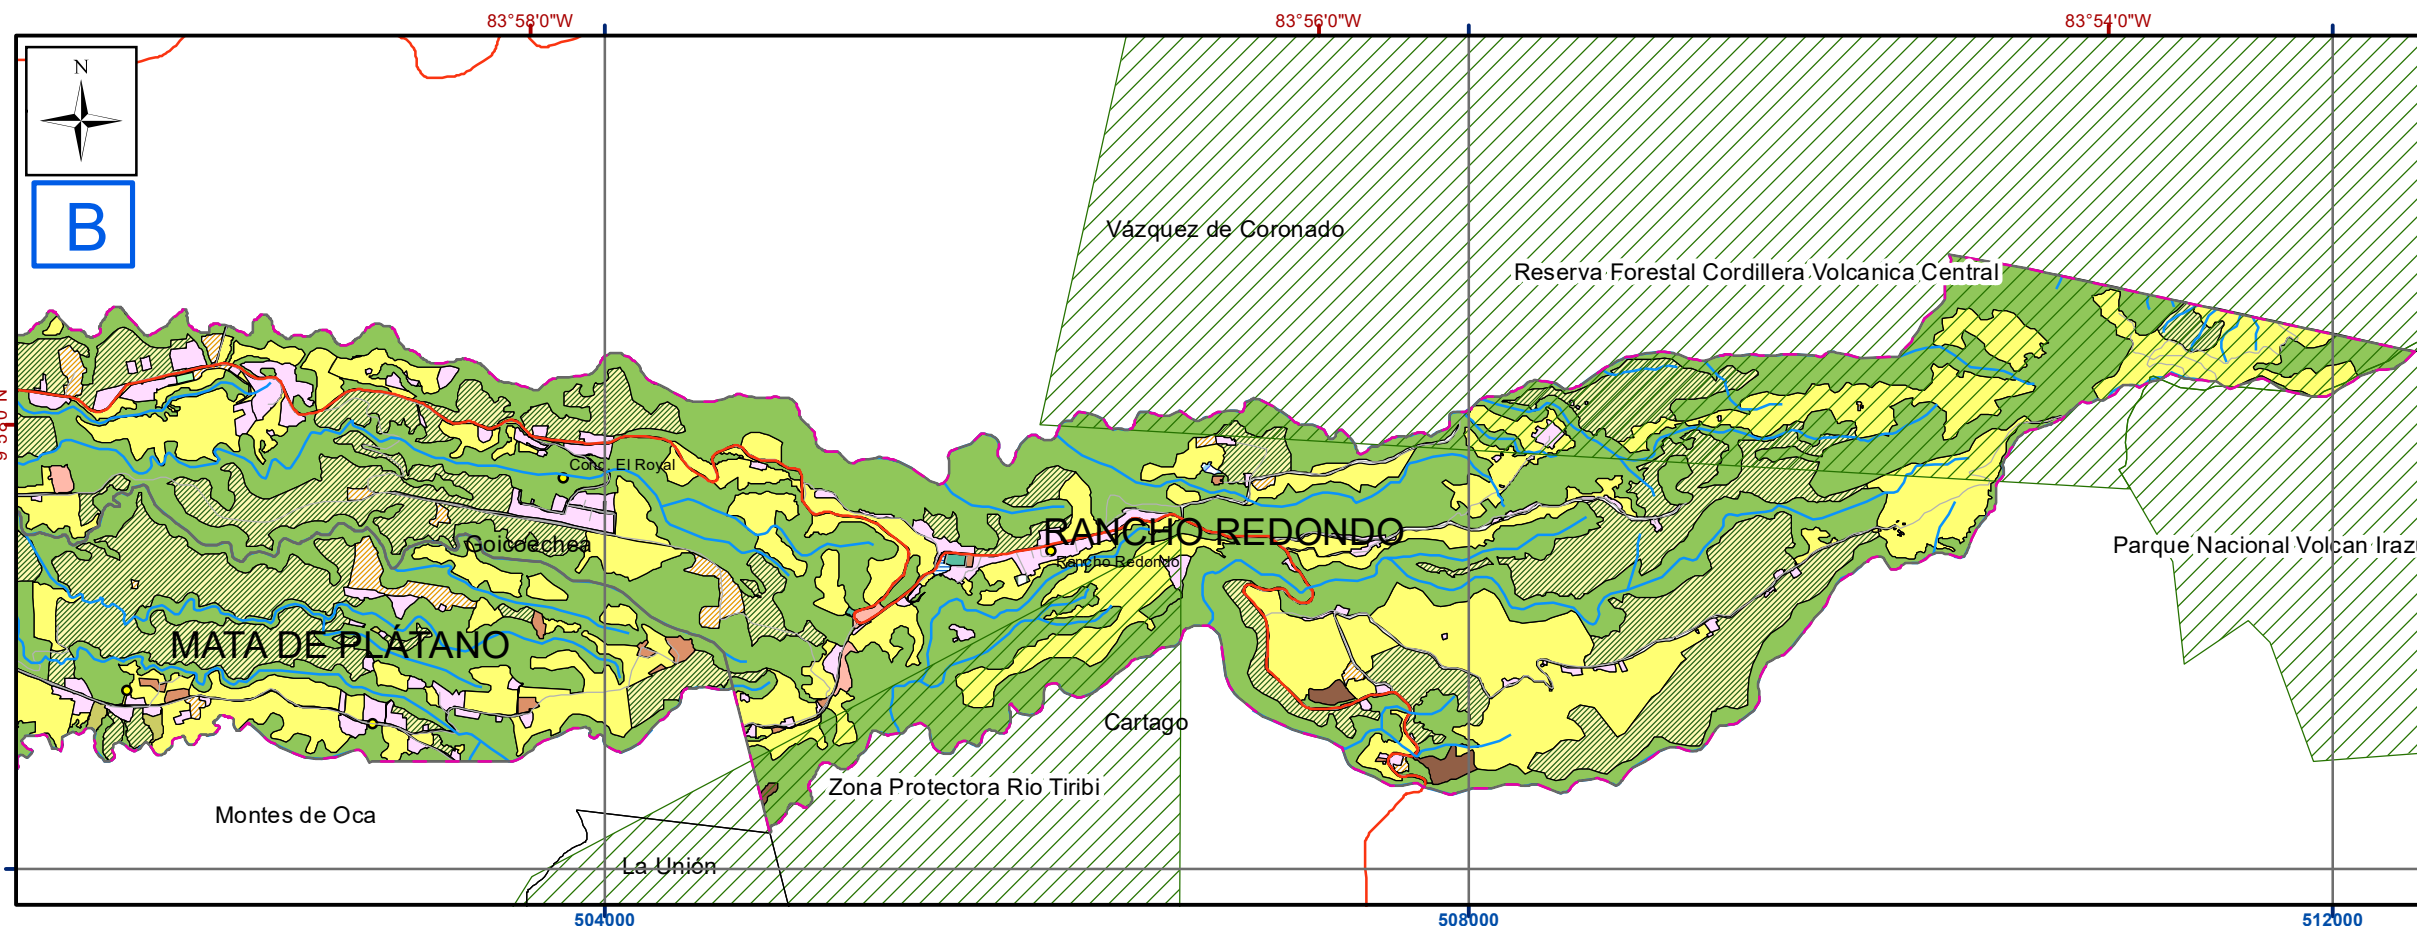 83°58'0"W
83°56'0"W
83°54'0"W
N
B
Vázquez de Coronado
Reserva Forestal Cordillera Volcanica Central
Cond. El Royal
RANCHO REDONDO
Goicoechea
Rancho Redondo
Parque Nacional Volcan Iraz
MATA DE PLÁTANO
Cartago
Zona Protectora Rio Tiribi
Montes de Oca
La Unión
504000
508000
512000